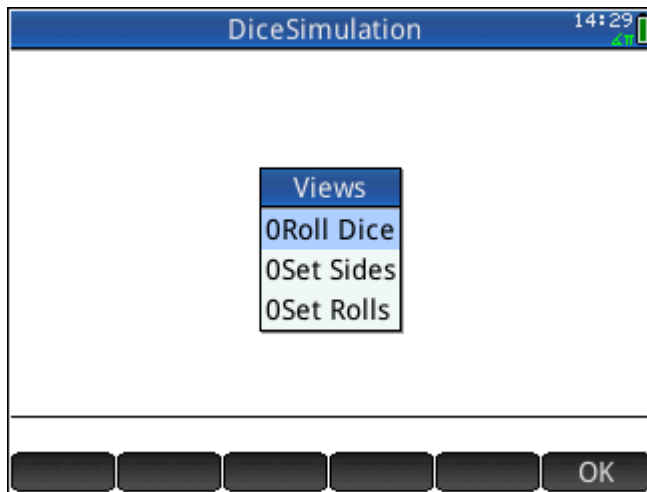 DiceSimulation
14:29
∡π
Views
0Roll Dice
0Set Sides
0Set Rolls
OK